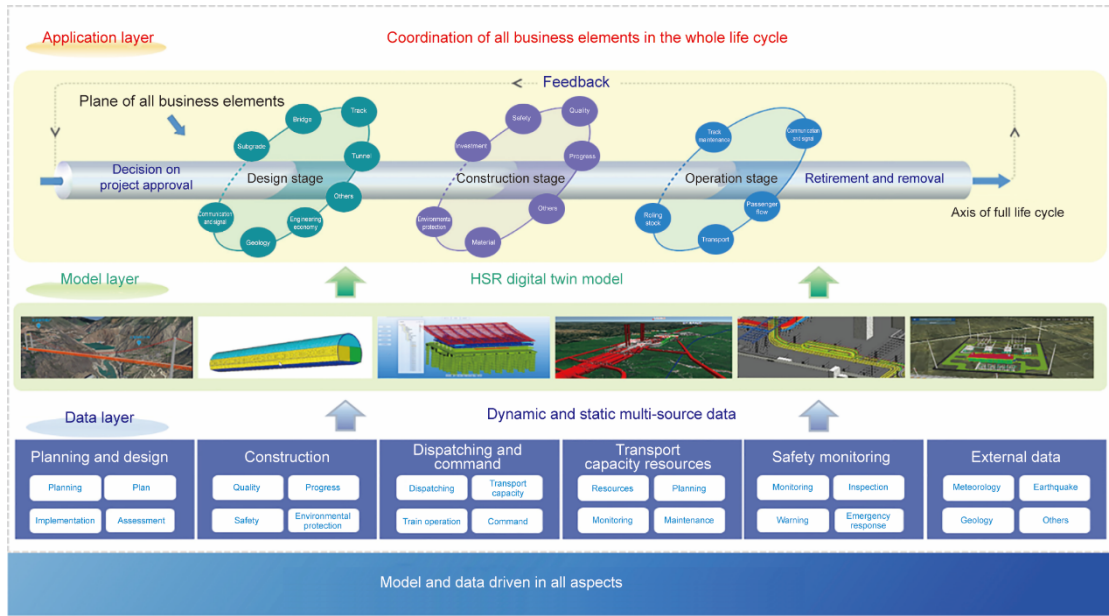 Application layer
Coordination of all business elements in the whole life cycle
Feedback
Plane of all business elements
Bridge
Track
Subgrade
Tunnel
Others
Communication
and signal
Geology
Engineering
economy
Safety
Quality
Investment
Progress
Others
Environments
protection
Material
Track
maintenance
Communication
and signal
Rolling
stock
Passenger
flow
Transport
Decision on
project approval
Design stage
Construction stage
Operation stage
Retirement and removal
Axis of full life cycle
Model layer
HSR digital twin model
Data layer
Dynamic and static multi-source data
Planning and design
Planning
Plan
Implementation
Assessment
Construction
Quality
Progress
Safety
Environmental
protection
Dispatching and
command
Dispatching
Transport
capacity
Train operation
Command
Transport
capacity resources
Resources
Planning
Monitoring
Maintenance
Safety monitoring
Monitoring
Inspection
Warning
Emergency
response
External data
Meteorology
Earthquake
Geology
Others
Model and data driven in all aspects